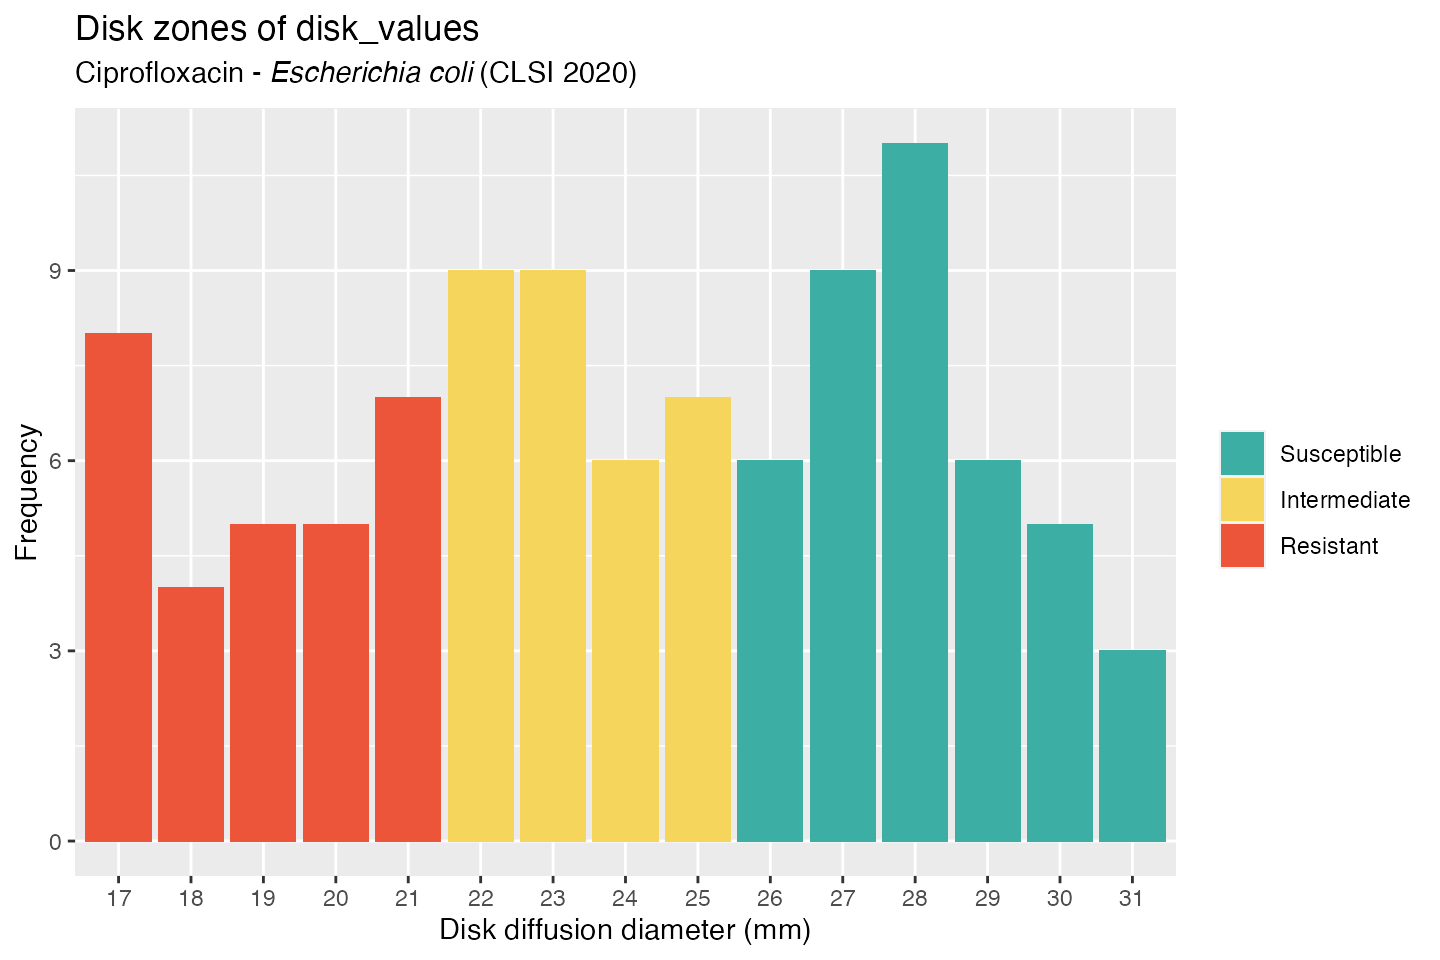 Disk zones of disk_values
Ciprofloxacin - Escherichia coli (CLSI 2020)
Frequency
9
6
3
0
17 18 19 20 21 22 23 24 25 26 27 28 29 30 31
Disk diffusion diameter (mm)
Susceptible
Intermediate
Resistant